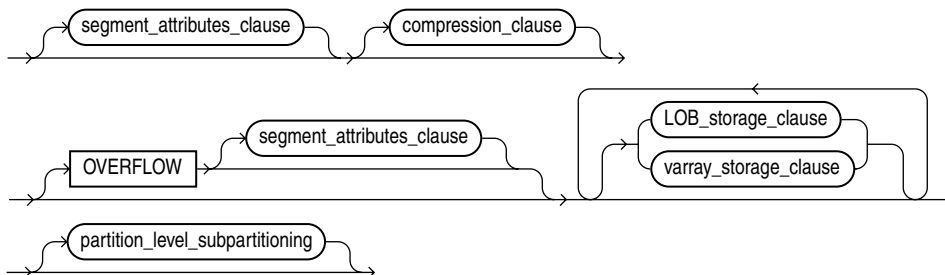 segment_attributes_clause compression_clause
LOB_storage_clause
segment_attributes_clause
OVERFLOW varray_storage_clause
partition_level_subpartitioning